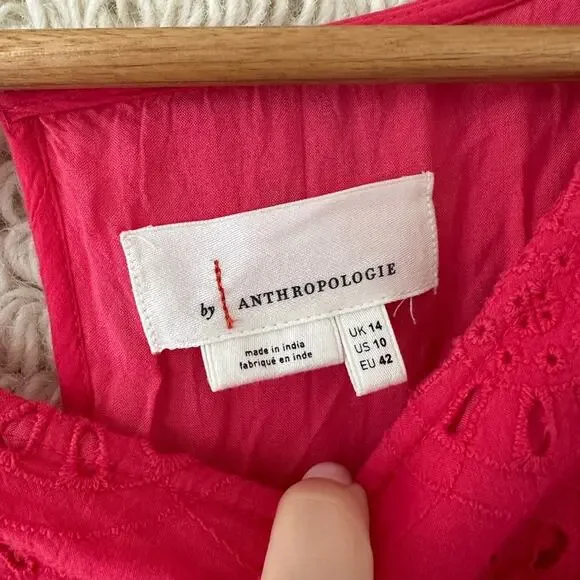 by ANTHROPOLOGIE
made in india
fabriqué en inde
UK 14
US 10
EU 42